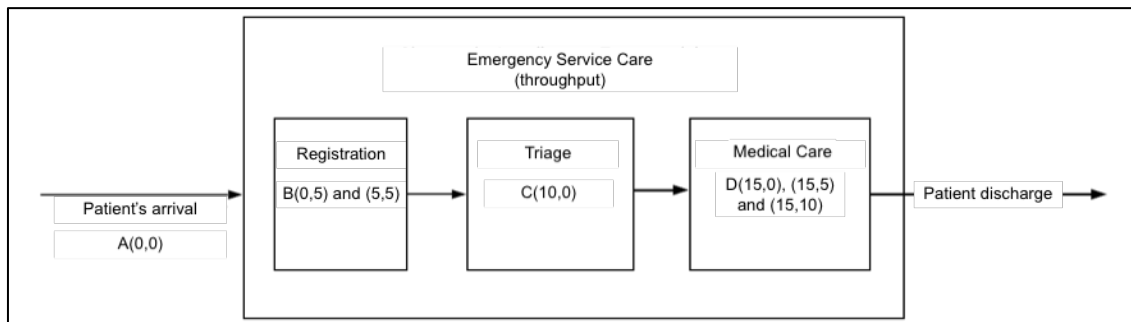 Emergency Service Care
(throughput)
Registration
B(0,5) and (5,5)
Triage
C(10,0)
Medical Care
D(15,0), (15,5)
and (15,10)
Patient's arrival
A(0,0)
Patient discharge